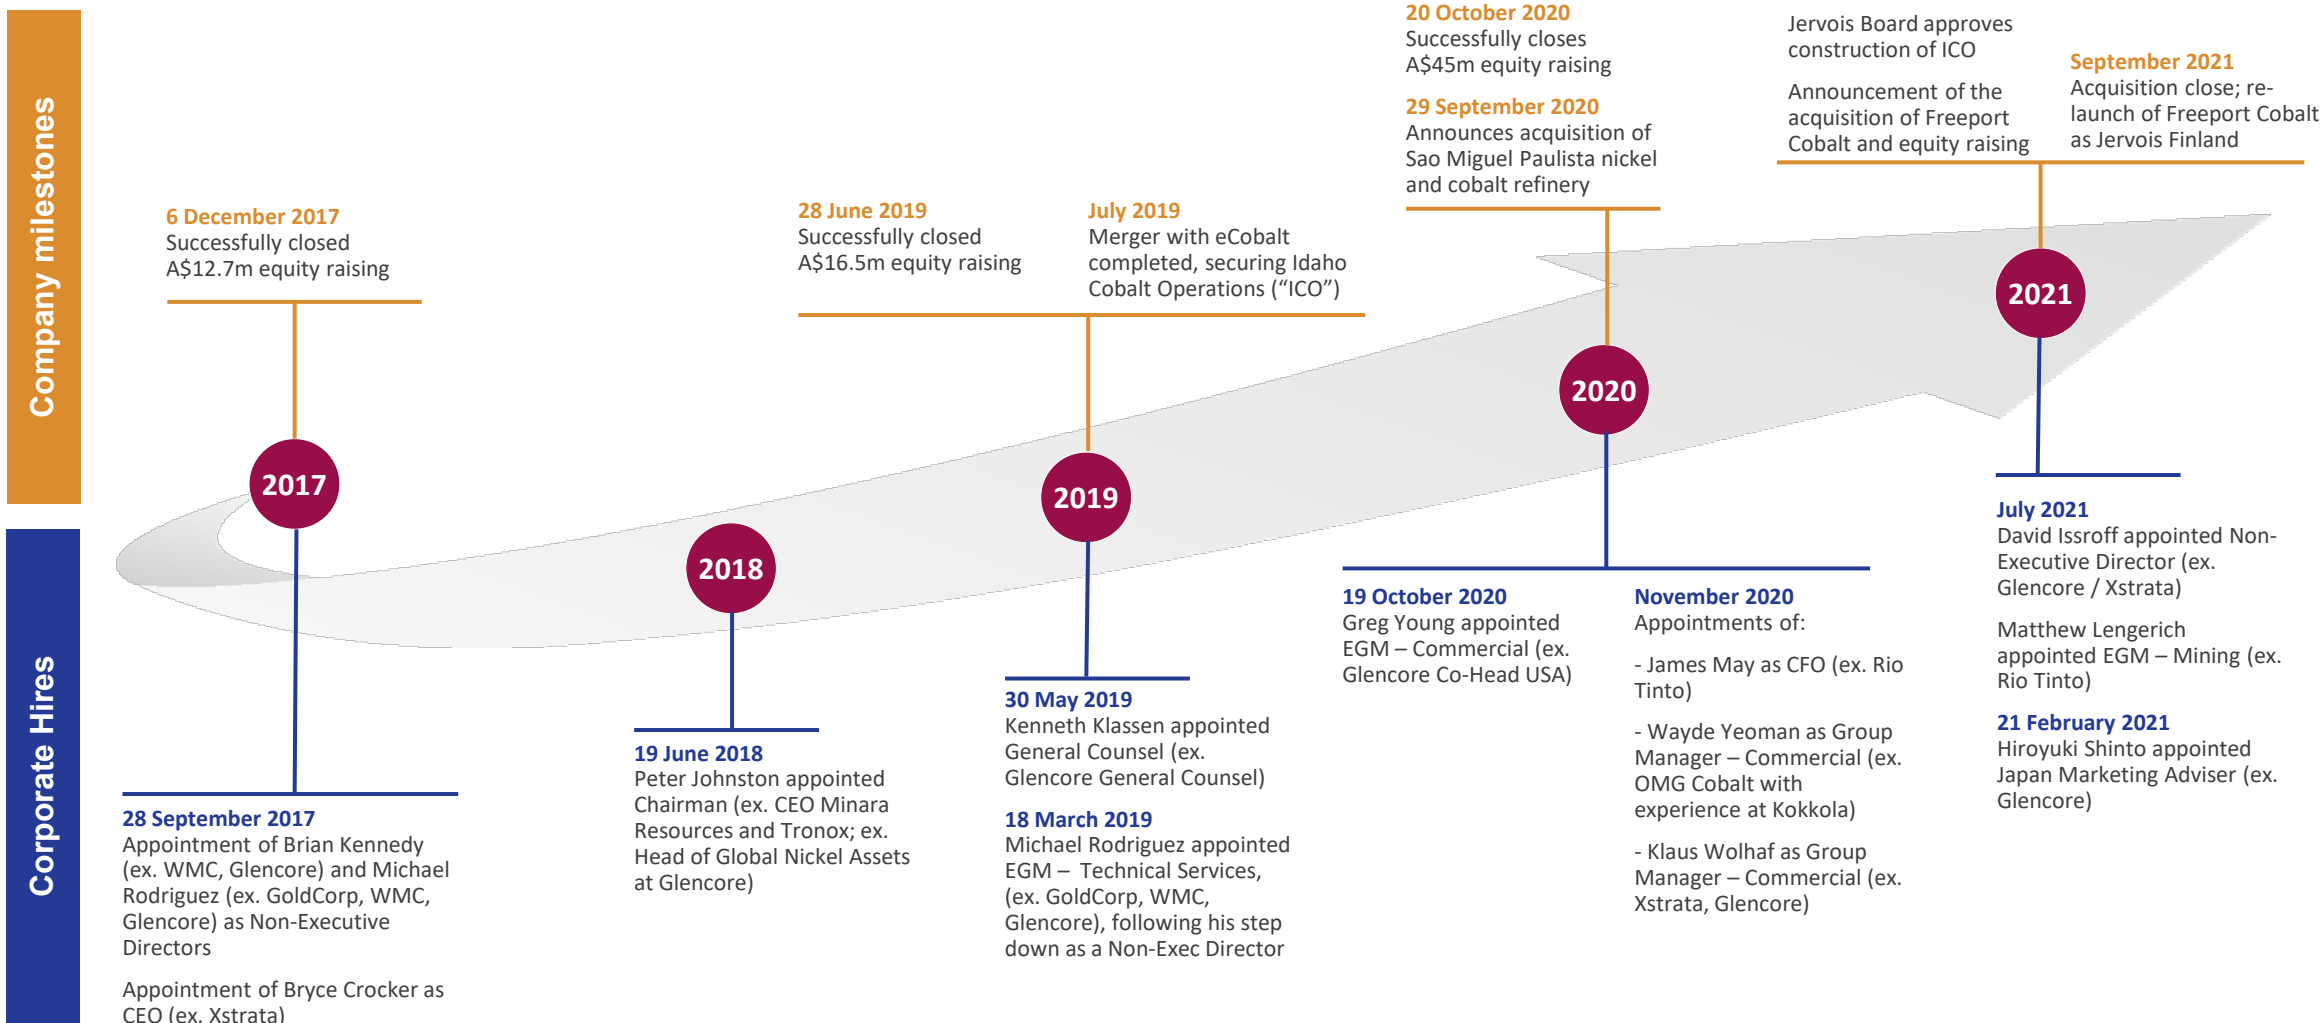 Company milestones
6 December 2017
Successfully closed
A$12.7m equity raising
28 June 2019
Successfully closed
A$16.5m equity raising
July 2019
Merger with eCobalt
completed, securing Idaho
Cobalt Operations (“ICO”)
20 October 2020
Successfully closes
A$45m equity raising
29 September 2020
Announces acquisition of
Sao Miguel Paulista nickel
and cobalt refinery
Jervois Board approves
construction of ICO
Announcement of the
acquisition of Freeport
Cobalt and equity raising
September 2021
Acquisition close; re-
launch of Freeport Cobalt
as Jervois Finland
2017
2018
2019
2020
2021
Corporate Hires
28 September 2017
Appointment of Brian Kennedy
(ex. WMC, Glencore) and Michael
Rodriguez (ex. GoldCorp, WMC,
Glencore) as Non-Executive
Directors
Appointment of Bryce Crocker as
CEO (ex. Xstrata)
19 June 2018
Peter Johnston appointed
Chairman (ex. CEO Minara
Resources and Tronox; ex.
Head of Global Nickel Assets
at Glencore)
30 May 2019
Kenneth Klassen appointed
General Counsel (ex.
Glencore General Counsel)
18 March 2019
Michael Rodriguez appointed
EGM – Technical Services,
(ex. GoldCorp, WMC,
Glencore), following his step
down as a Non-Exec Director
19 October 2020
Greg Young appointed
EGM – Commercial (ex.
Glencore Co-Head USA)
November 2020
Appointments of:
- James May as CFO (ex. Rio
Tinto)
- Wayde Yeoman as Group
Manager – Commercial (ex.
OMG Cobalt with
experience at Kokkola)
- Klaus Wolhaf as Group
Manager – Commercial (ex.
Xstrata, Glencore)
July 2021
David Issroff appointed Non-
Executive Director (ex.
Glencore / Xstrata)
Matthew Lengerich
appointed EGM – Mining (ex.
Rio Tinto)
21 February 2021
Hiroyuki Shinto appointed
Japan Marketing Adviser (ex.
Glencore)